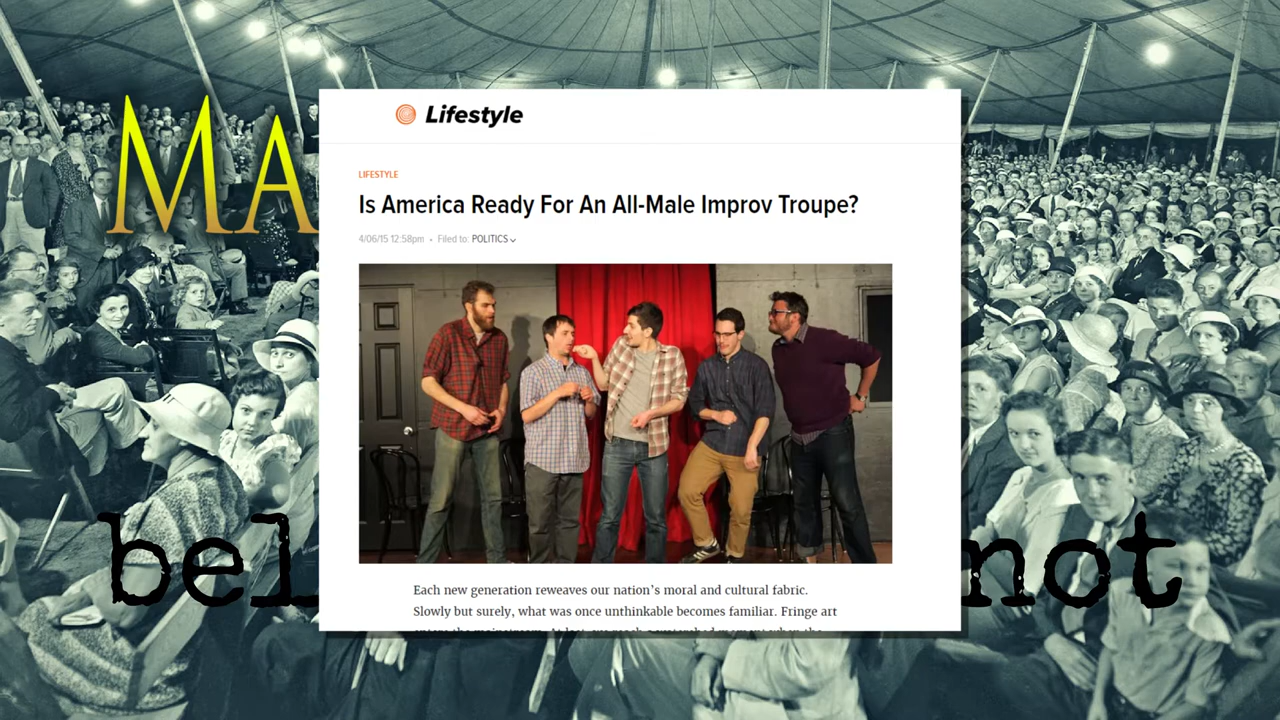 MA
Lifestyle
LIFESTYLE
Is America Ready For An All-Male Improv Troupe?
4/06/15 12:58pm • Filed to: POLITICS
Each new generation reweaves our nation's moral and cultural fabric.
Slowly but surely, what was once unthinkable becomes familiar. Fringe art
bel not